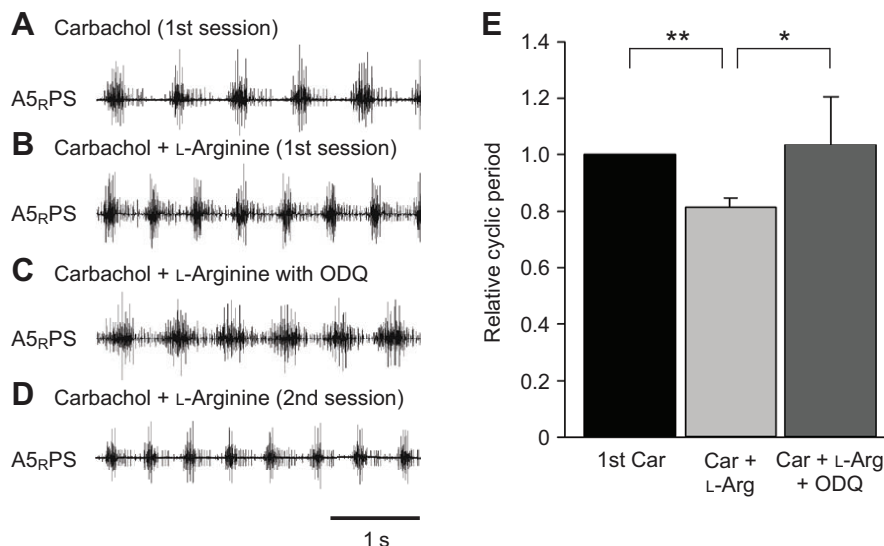 A Carbachol (1st session)
A5RPS
B Carbachol + L-Arginine (1st session)
A5RPS
C Carbachol + L-Arginine with ODQ
A5RPS
D Carbachol + L-Arginine (2nd session)
A5RPS
1 s
E
Relative cyclic period
1.4
1.2
1.0
0.8
0.6
0.4
0.2
0
**
*
1st Car
Car +
L-Arg
Car + L-Arg
+ ODQ